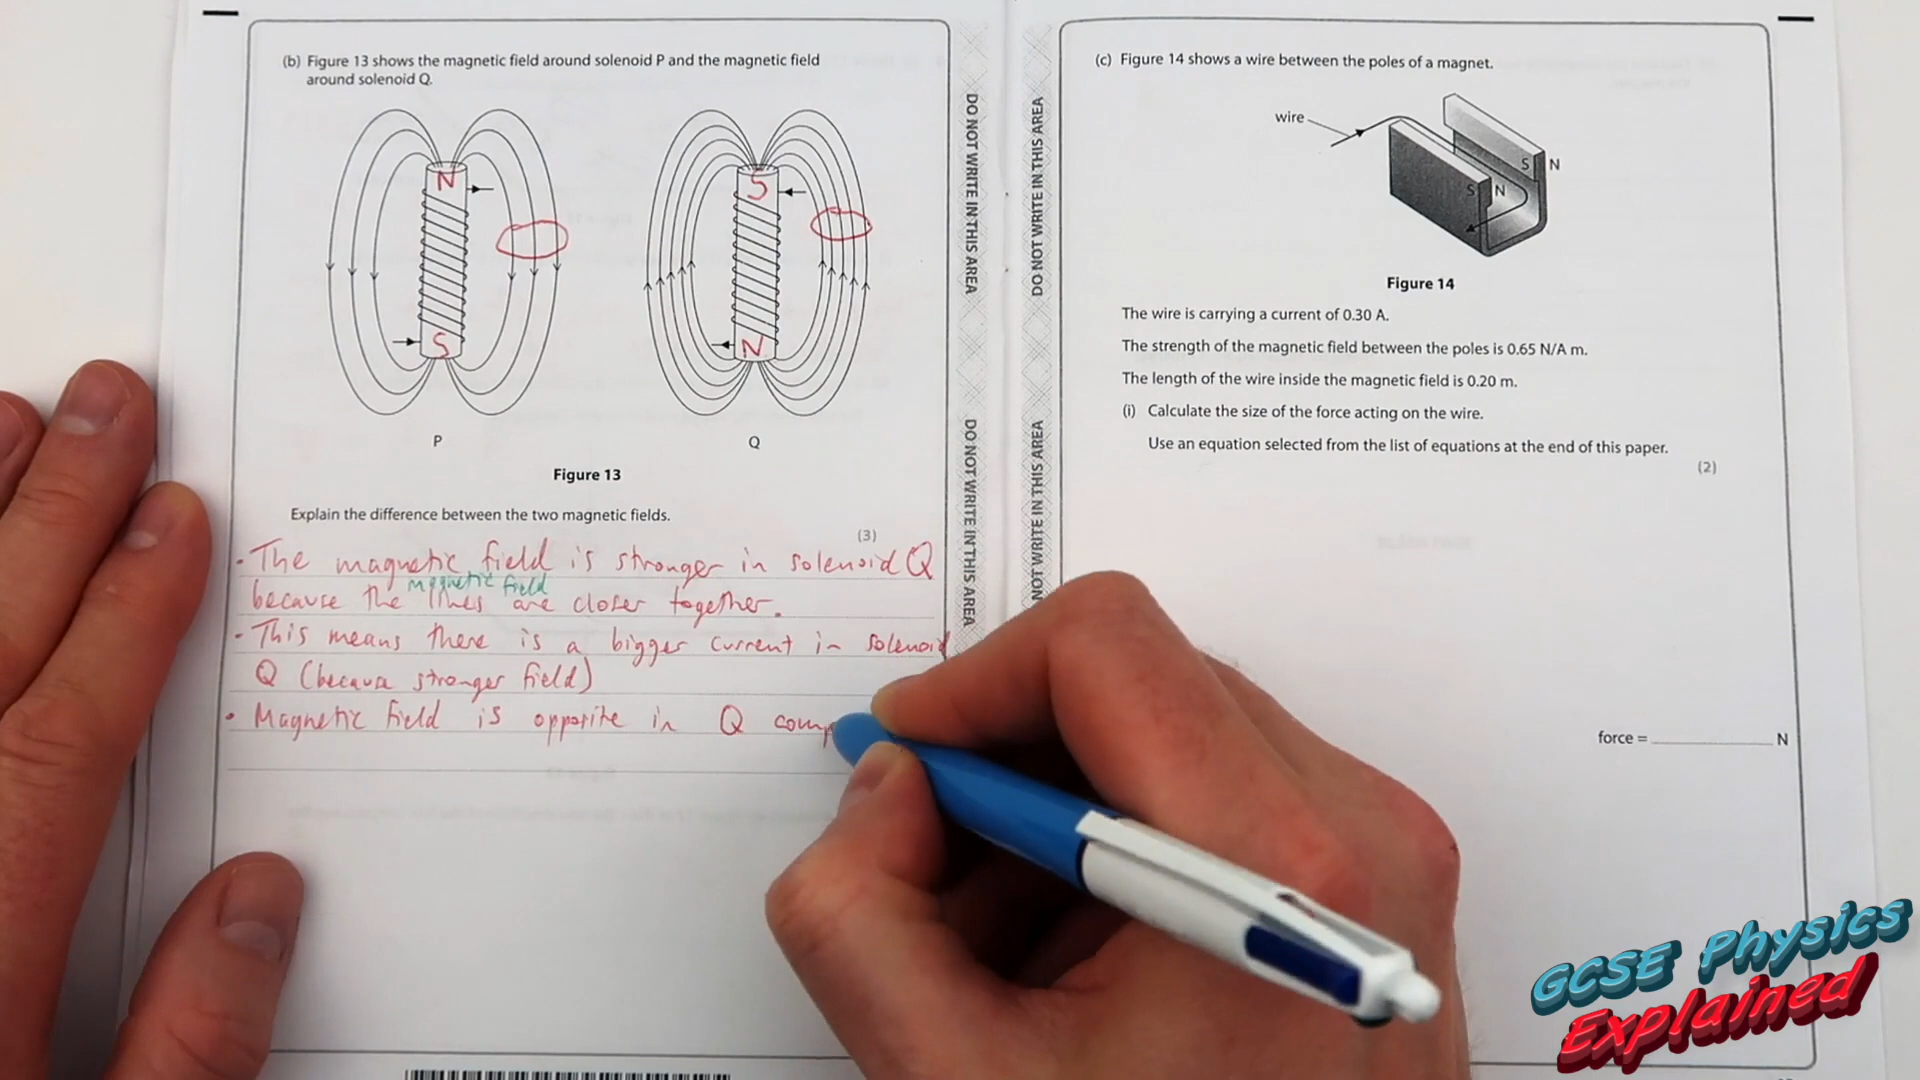 (b) Figure 13 shows the magnetic field around solenoid P and the magnetic field
around solenoid Q.
N
S
S
N
P
Q
Figure 13
Explain the difference between the two magnetic fields.
(3)
• The magnetic field is stronger in solenoid Q
magnetic field
because the lines are closer together.
• This means there is a bigger current in solenoid
Q (because stronger field)
• Magnetic field is opposite in Q comp
DO NOT WRITE IN THIS AREA
DO NOT WRITE IN THIS AREA
DO NOT WRITE IN THIS AREA
NOT WRITE IN THIS AREA
(c) Figure 14 shows a wire between the poles of a magnet.
wire
S N
S N
Figure 14
The wire is carrying a current of 0.30 A.
The strength of the magnetic field between the poles is 0.65 N/A m.
The length of the wire inside the magnetic field is 0.20 m.
(i) Calculate the size of the force acting on the wire.
Use an equation selected from the list of equations at the end of this paper.
(2)
force = N
GCSE Physics
Explained